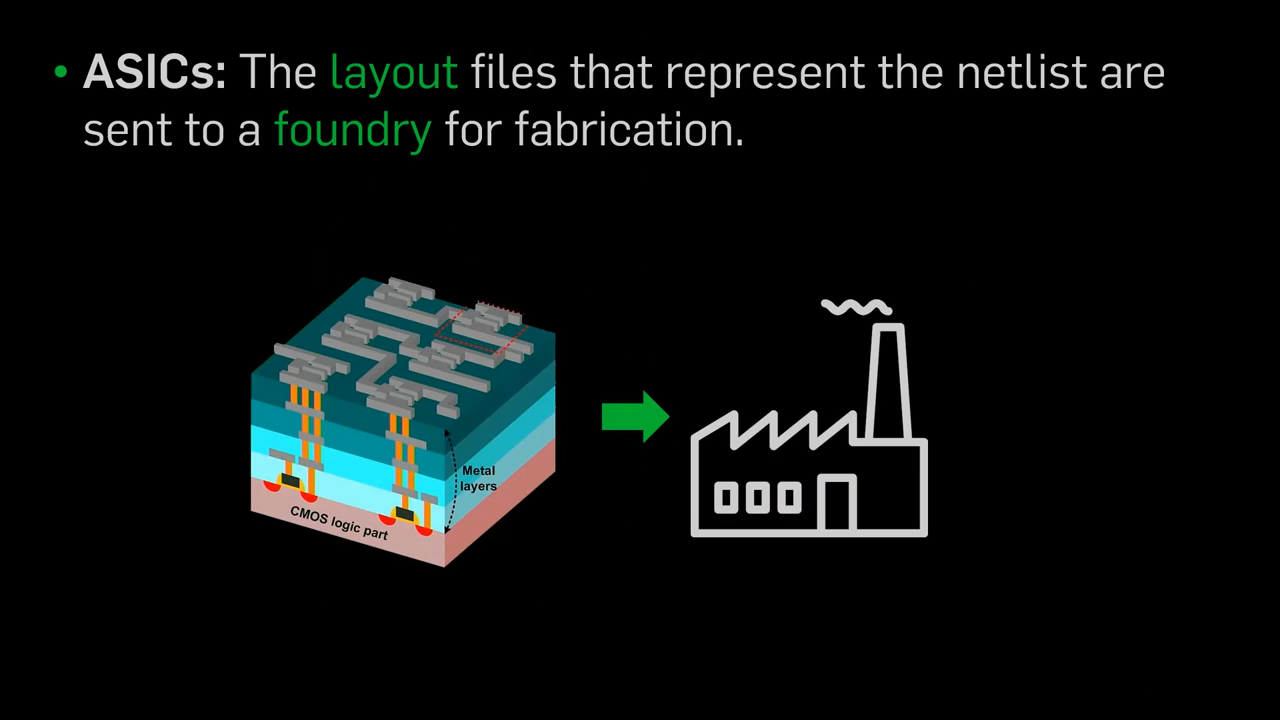 • ASICs: The layout files that represent the netlist are
sent to a foundry for fabrication.
Metal
layers
CMOS logic part